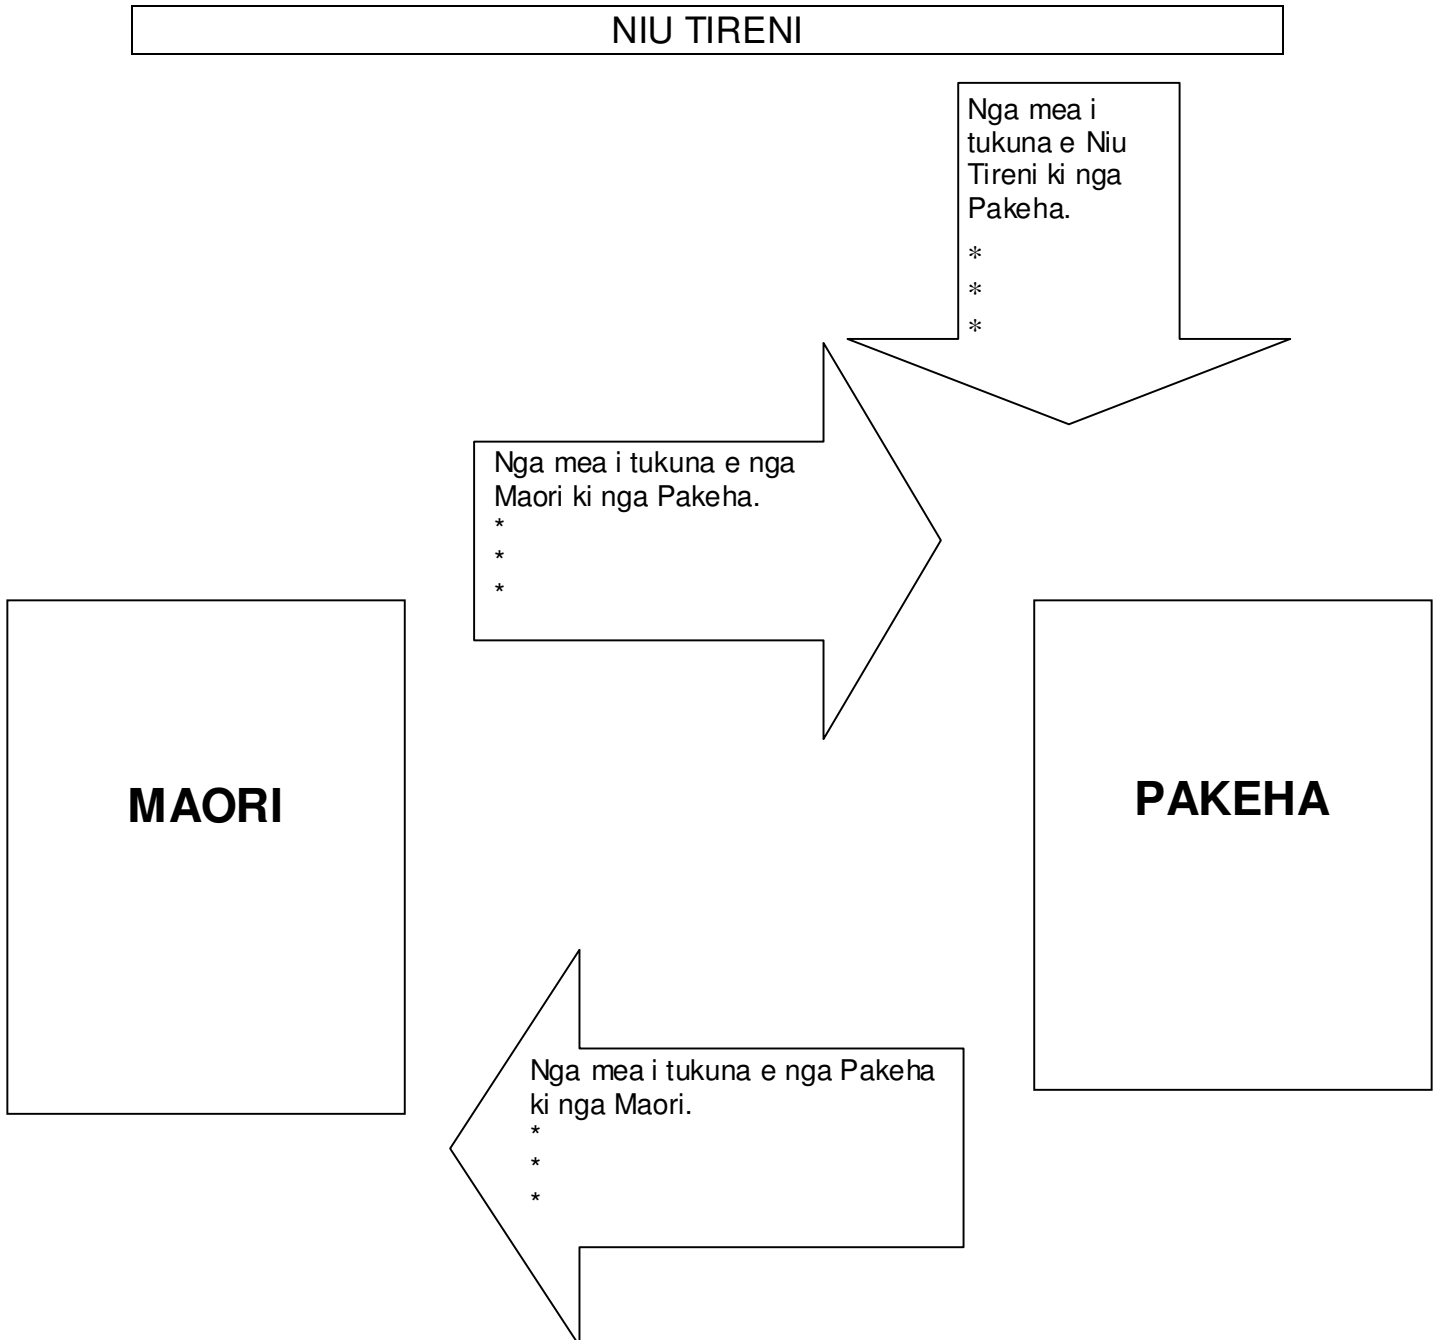 NIU TIRENI
Nga mea i
tukuna e Niu
Tireni ki nga
Pakeha.
*
*
*
Nga mea i tukuna e nga
Maori ki nga Pakeha.
*
*
*
MAORI
PAKEHA
Nga mea i tukuna e nga Pakeha
ki nga Maori.
*
*
*